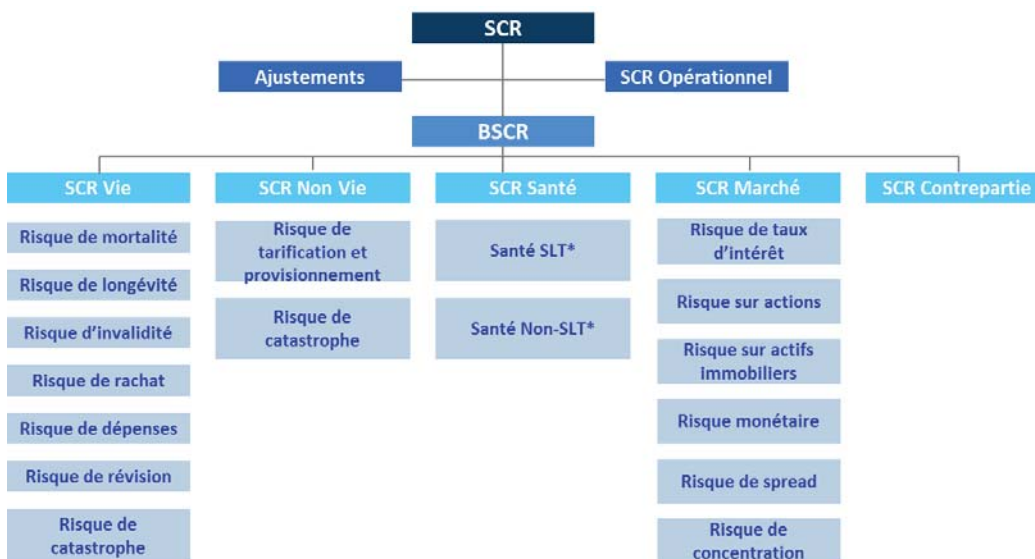 SCR
Ajustements
SCR Opérationnel
BSCR
SCR Vie
SCR Non Vie
SCR Santé
SCR Marché
SCR Contrepartie
Risque de mortalité
Risque de longévité
Risque d'invalidité
Risque de rachat
Risque de dépenses
Risque de révision
Risque de
catastrophe
Risque de
tarification et
provisionnement
Risque de
catastrophe
Santé SLT*
Santé Non-SLT*
Risque de taux
d'intérêt
Risque sur actions
Risque sur actifs
immobiliers
Risque monétaire
Risque de spread
Risque de
concentration